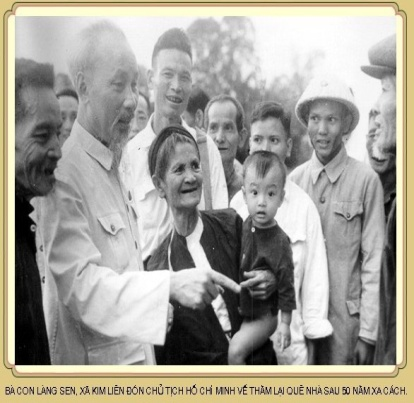 BÀ CON LÀNG SEN, XÃ KIM LIÊN ĐÓN CHỦ TỊCH HỒ CHÍ MINH VỀ THĂM LẠI QUÊ NHÀ SAU 50 NĂM XA CÁCH.